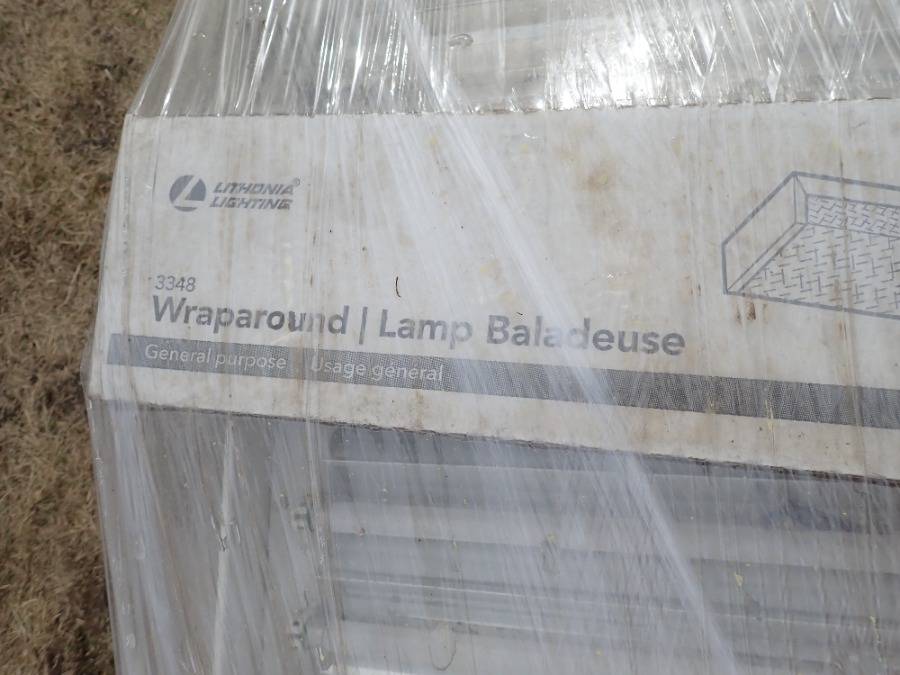 LITHONIA®
LIGHTING
3348
Wraparound | Lamp Baladeuse
General purpose Usage general